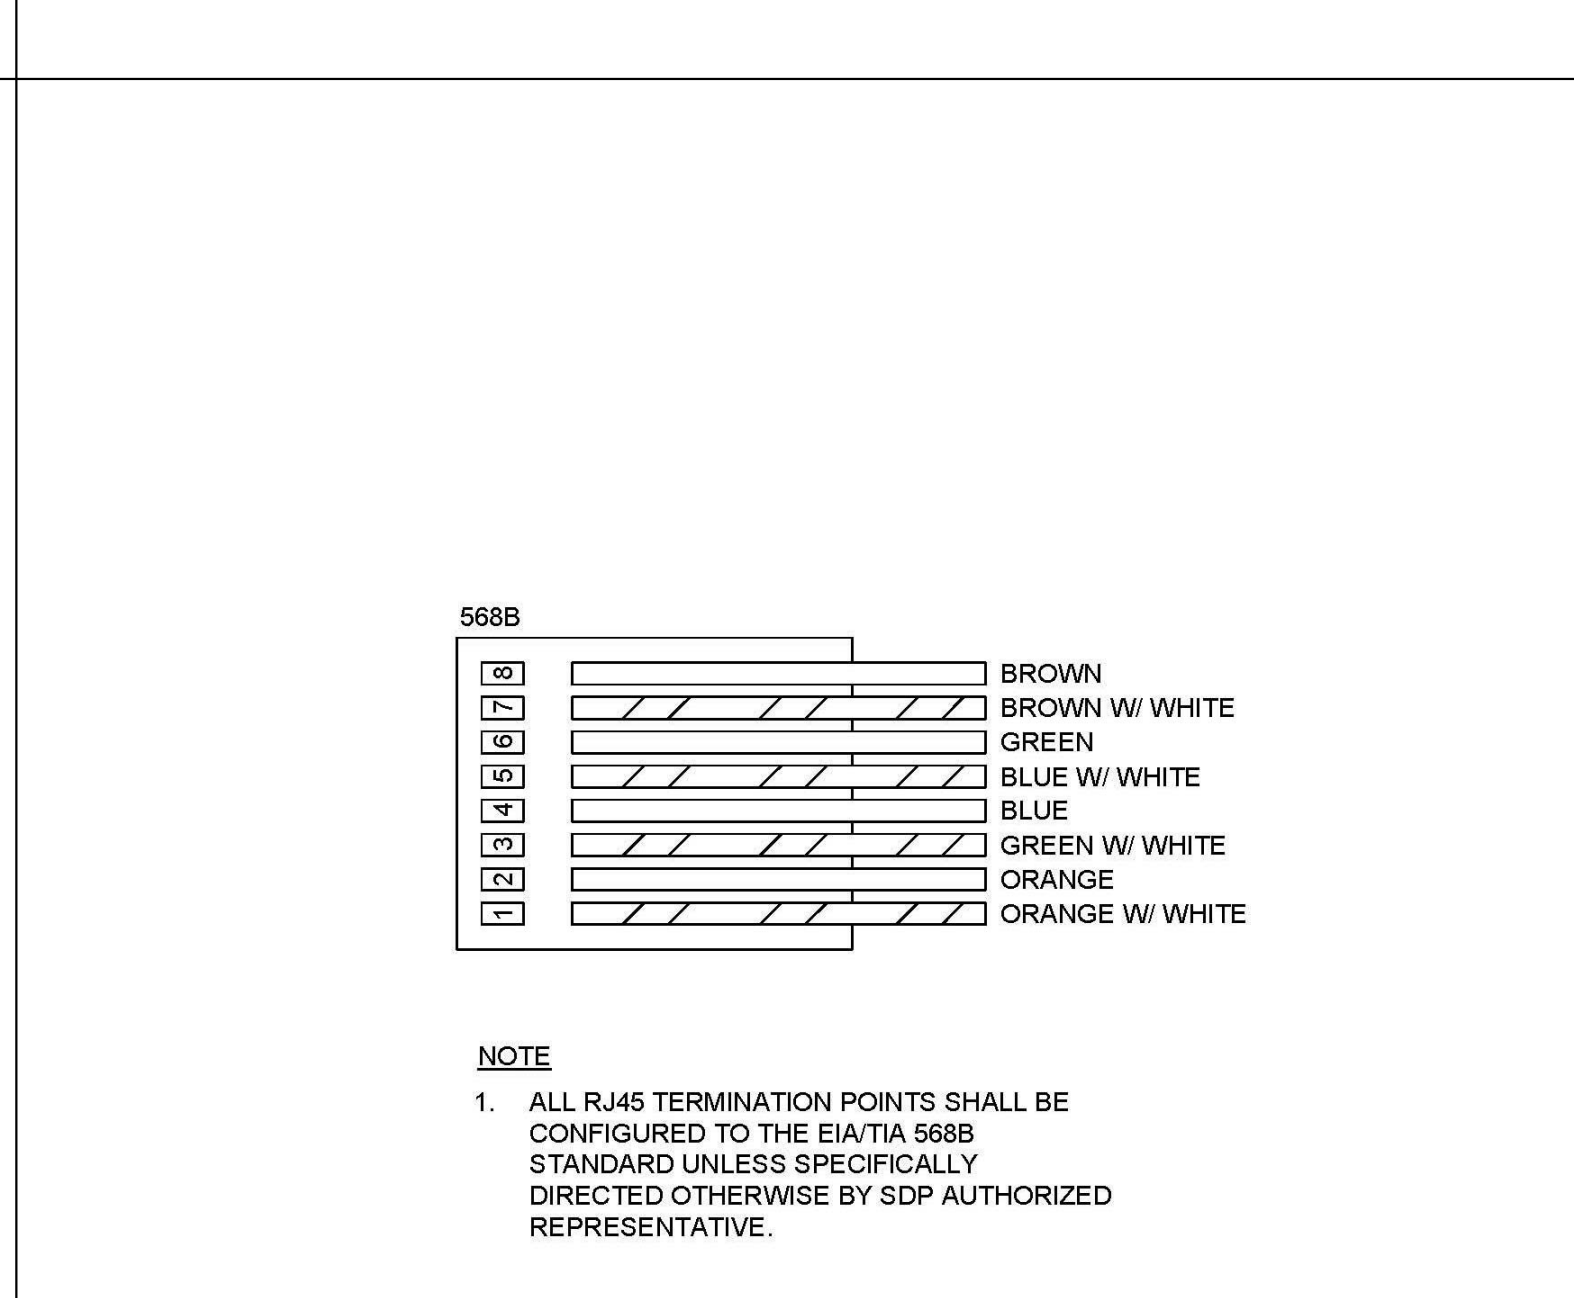 568B
8 BROWN
7 BROWN W/ WHITE
6 GREEN
5 BLUE W/ WHITE
4 BLUE
3 GREEN W/ WHITE
2 ORANGE
1 ORANGE W/ WHITE
NOTE
1. ALL RJ45 TERMINATION POINTS SHALL BE
CONFIGURED TO THE EIA/TIA 568B
STANDARD UNLESS SPECIFICALLY
DIRECTED OTHERWISE BY SDP AUTHORIZED
REPRESENTATIVE.